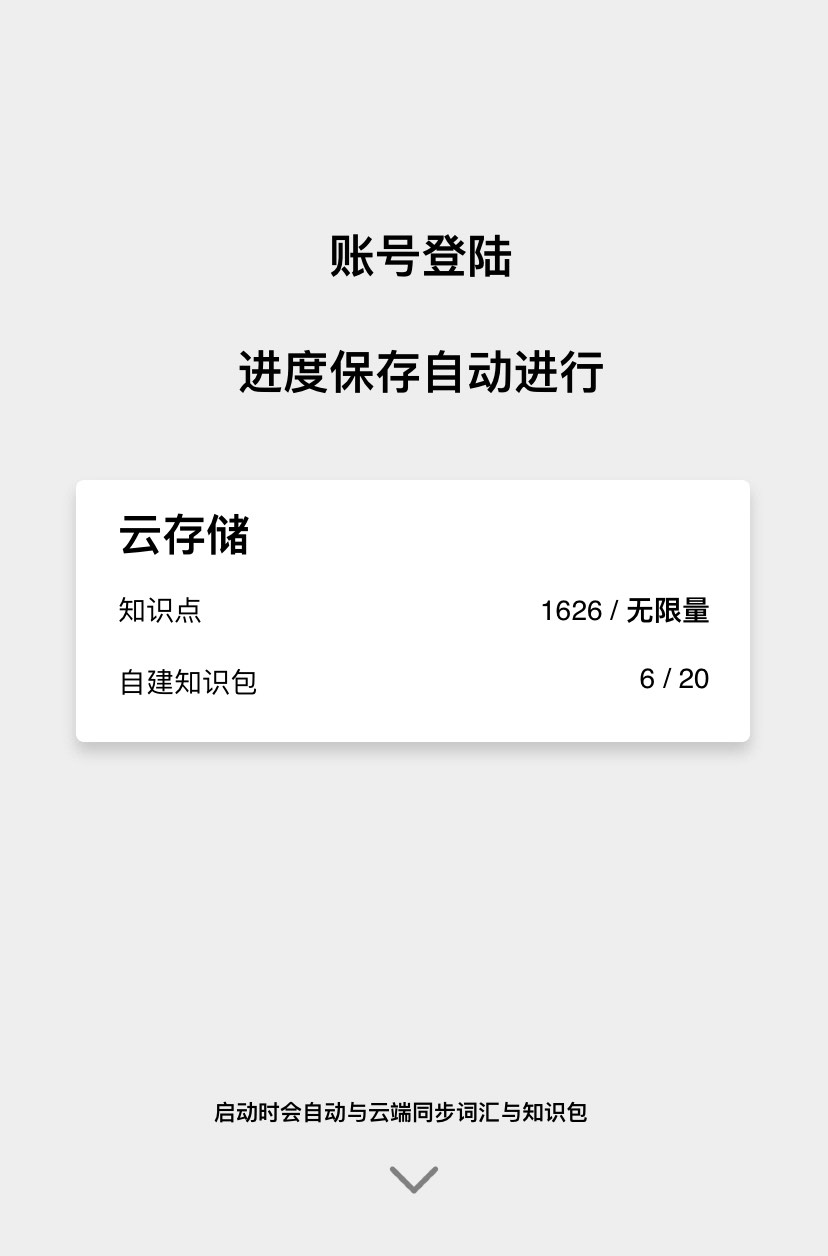 账号登陆
进度保存自动进行
云存储
知识点 1626 / 无限量
自建知识包 6 / 20
启动时会自动与云端同步词汇与知识包